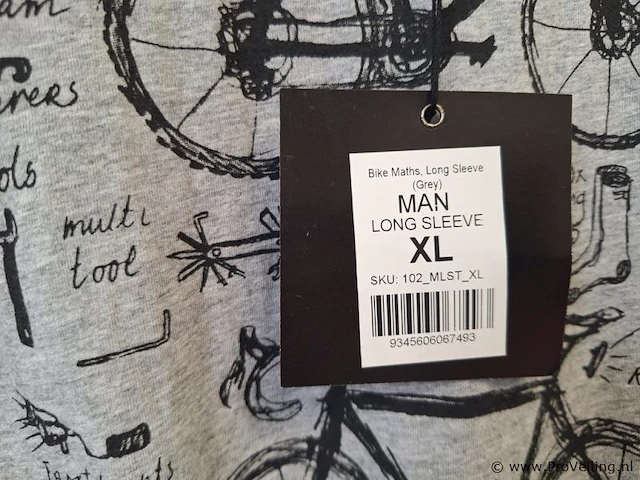 multi
tool
Bike Maths, Long Sleeve
(Grey)
MAN
LONG SLEEVE
XL
SKU: 102_MLST_XL
9345606067493
© www.ProVeiling.nl